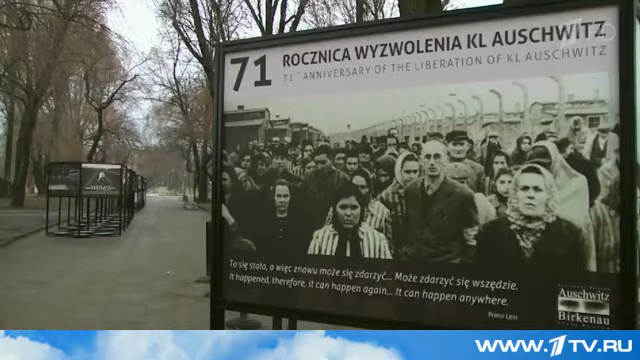 71 ROCZNICA WYZWOLENIA KL AUSCHWITZ
71ST ANNIVERSARY OF THE LIBERATION OF KL AUSCHWITZ
To się stało, a więc znowu może się zdarzyć... Może zdarzyć się wszędzie.
It happened, therefore, it can happen again... It can happen anywhere.
Primo Levi
Auschwitz
Birkenau
WWW.1TV.RU